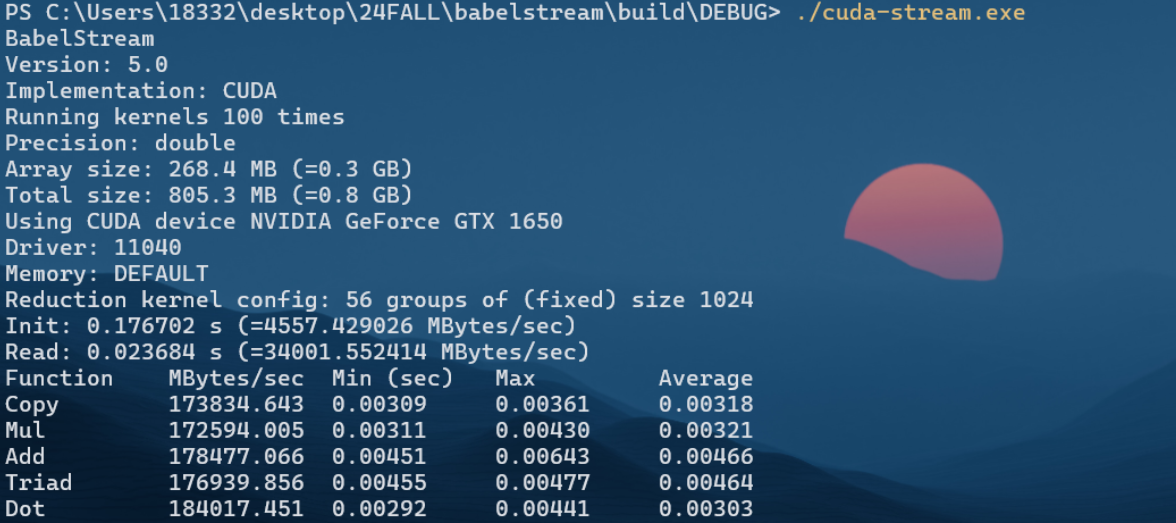 PS C:\Users\18332\desktop\24FALL\babelstream\build\DEBUG> ./cuda-stream.exe
BabelStream
Version: 5.0
Implementation: CUDA
Running kernels 100 times
Precision: double
Array size: 268.4 MB (=0.3 GB)
Total size: 805.3 MB (=0.8 GB)
Using CUDA device NVIDIA GeForce GTX 1650
Driver: 11040
Memory: DEFAULT
Reduction kernel config: 56 groups of (fixed) size 1024
Init: 0.176702 s (=4557.429026 MBytes/sec)
Read: 0.023684 s (=34001.552414 MBytes/sec)
Function    MBytes/sec  Min (sec)   Max         Average
Copy        173834.643  0.00309     0.00361     0.00318
Mul         172594.005  0.00311     0.00430     0.00321
Add         178477.066  0.00451     0.00643     0.00466
Triad       176939.856  0.00455     0.00477     0.00464
Dot         184017.451  0.00292     0.00441     0.00303